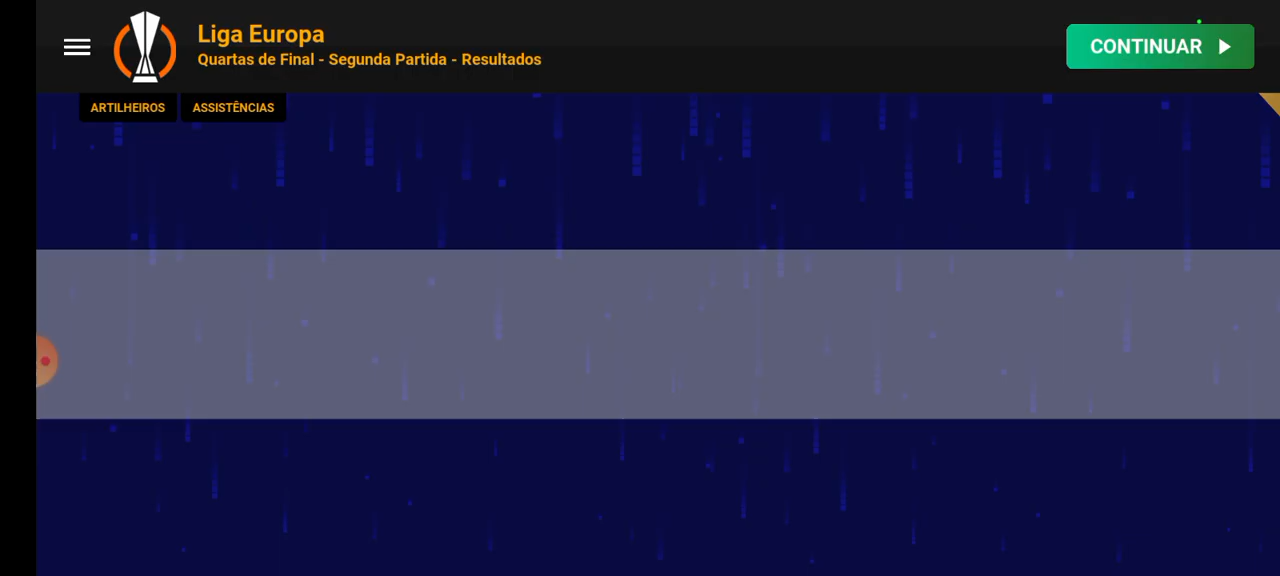 Liga Europa
Quartas de Final - Segunda Partida - Resultados
CONTINUAR
ARTILHEIROS
ASSISTÊNCIAS